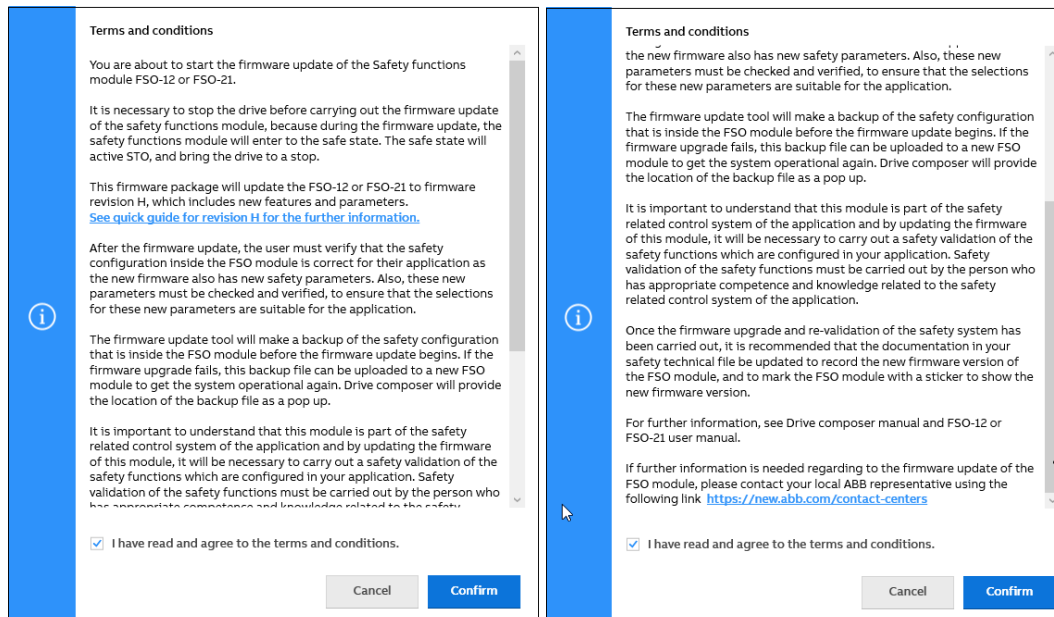 Terms and conditions
You are about to start the firmware update of the Safety functions
module FSO-12 or FSO-21.
It is necessary to stop the drive before carrying out the firmware update
of the safety functions module, because during the firmware update, the
safety functions module will enter to the safe state. The safe state will
active STO, and bring the drive to a stop.
This firmware package will update the FSO-12 or FSO-21 to firmware
revision H, which includes new features and parameters.
See quick guide for revision H for the further information.
After the firmware update, the user must verify that the safety
configuration inside the FSO module is correct for their application as
the new firmware also has new safety parameters. Also, these new
parameters must be checked and verified, to ensure that the selections
for these new parameters are suitable for the application.
The firmware update tool will make a backup of the safety configuration
that is inside the FSO module before the firmware update begins. If the
firmware upgrade fails, this backup file can be uploaded to a new FSO
module to get the system operational again. Drive composer will provide
the location of the backup file as a pop up.
It is important to understand that this module is part of the safety
related control system of the application and by updating the firmware
of this module, it will be necessary to carry out a safety validation of the
safety functions which are configured in your application. Safety
validation of the safety functions must be carried out by the person who
has appropriate competence and knowledge related to the safety
I have read and agree to the terms and conditions.
Cancel
Confirm
Terms and conditions
the new firmware also has new safety parameters. Also, these new
parameters must be checked and verified, to ensure that the selections
for these new parameters are suitable for the application.
The firmware update tool will make a backup of the safety configuration
that is inside the FSO module before the firmware update begins. If the
firmware upgrade fails, this backup file can be uploaded to a new FSO
module to get the system operational again. Drive composer will provide
the location of the backup file as a pop up.
It is important to understand that this module is part of the safety
related control system of the application and by updating the firmware
of this module, it will be necessary to carry out a safety validation of the
safety functions which are configured in your application. Safety
validation of the safety functions must be carried out by the person who
has appropriate competence and knowledge related to the safety
related control system of the application.
Once the firmware upgrade and re-validation of the safety system has
been carried out, it is recommended that the documentation in your
safety technical file be updated to record the new firmware version of
the FSO module, and to mark the FSO module with a sticker to show the
new firmware version.
For further information, see Drive composer manual and FSO-12 or
FSO-21 user manual.
If further information is needed regarding to the firmware update of the
FSO module, please contact your local ABB representative using the
following link https://new.abb.com/contact-centers
I have read and agree to the terms and conditions.
Cancel
Confirm